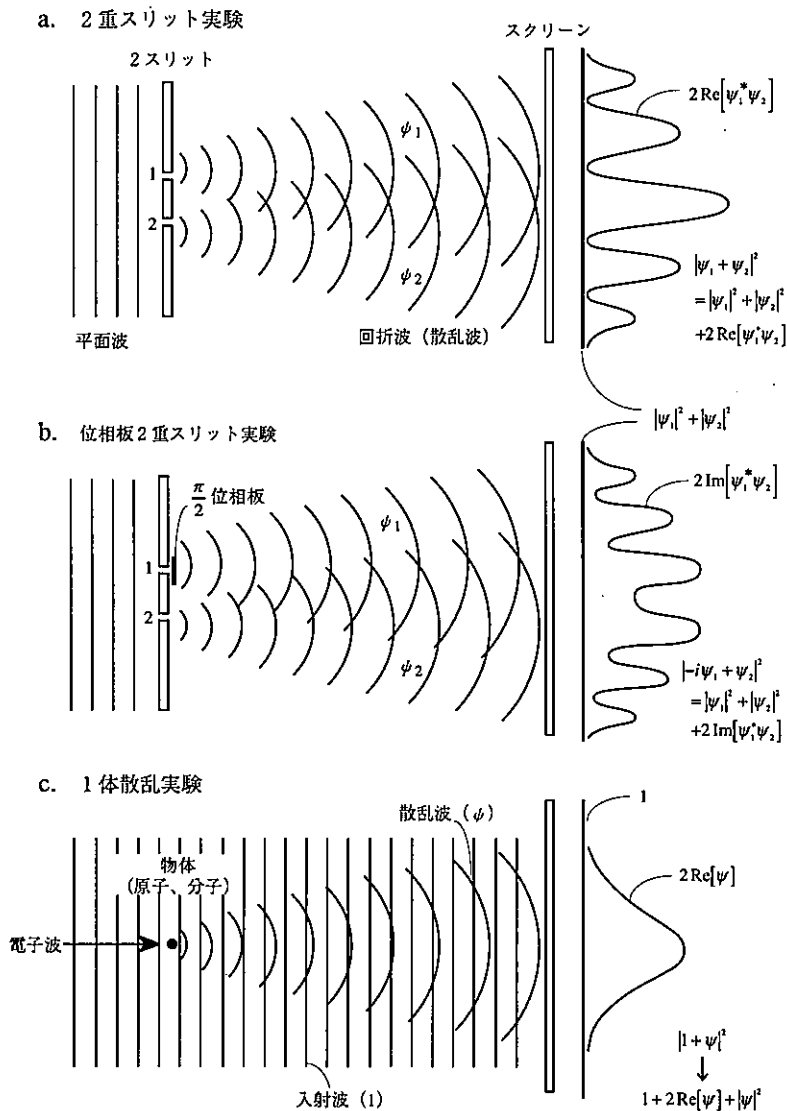 a. 2重スリット実験
2スリット
スクリーン
1
2
ψ₁
ψ₂
平面波
回折波（散乱波）
2Re[ψ₁*ψ₂]
|ψ₁ + ψ₂|²
=|ψ₁|²+|ψ₂|²
+2Re[ψ₁*ψ₂]
|ψ₁|²+|ψ₂|²
b. 位相板2重スリット実験
π/2 位相板
1
2
ψ₁
ψ₂
2Im[ψ₁*ψ₂]
|-iψ₁ + ψ₂|²
=|ψ₁|²+|ψ₂|²
+2Im[ψ₁*ψ₂]
c. 1体散乱実験
散乱波（ψ）
物体
（原子、分子）
電子波
入射波（1）
1
2Re[ψ]
|1+ψ|²
↓
1+2Re[ψ]+|ψ|²